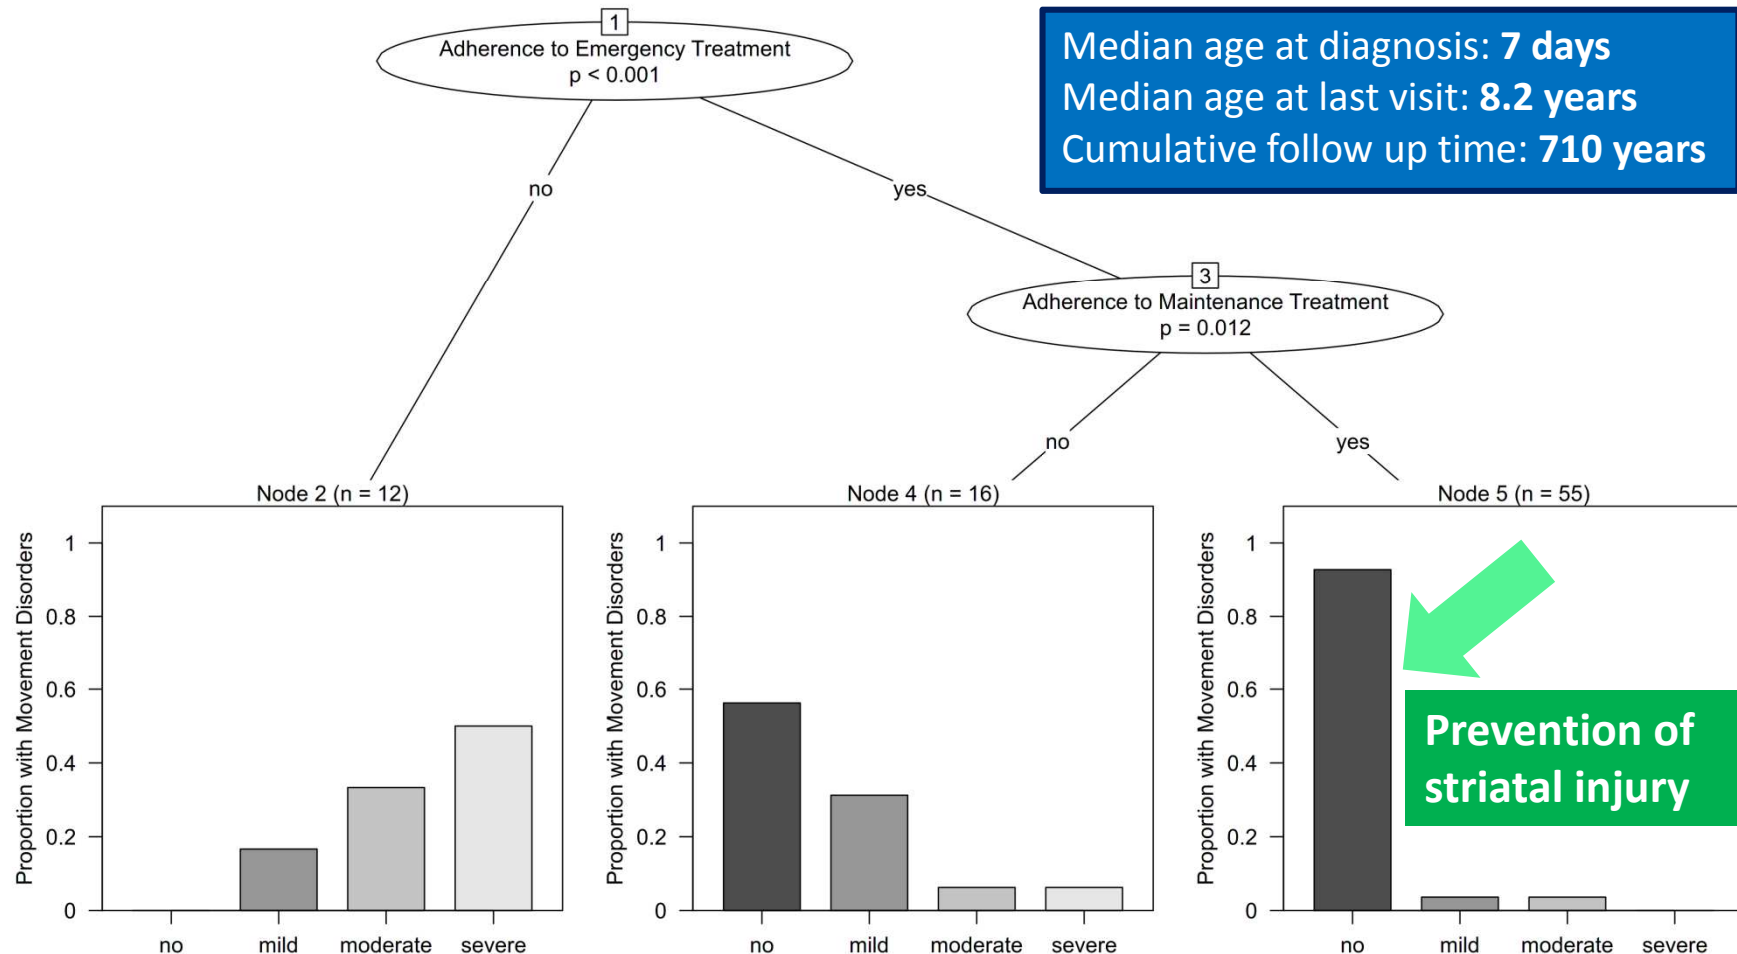 1
Adherence to Emergency Treatment
p < 0.001
Median age at diagnosis: 7 days
Median age at last visit: 8.2 years
Cumulative follow up time: 710 years
no
yes
3
Adherence to Maintenance Treatment
p = 0.012
no
yes
Node 2 (n = 12)
Proportion with Movement Disorders
1
0.8
0.6
0.4
0.2
0
no mild moderate severe
Node 4 (n = 16)
Proportion with Movement Disorders
1
0.8
0.6
0.4
0.2
0
no mild moderate severe
Node 5 (n = 55)
Proportion with Movement Disorders
1
0.8
0.6
0.4
0.2
0
no mild moderate severe
Prevention of
striatal injury